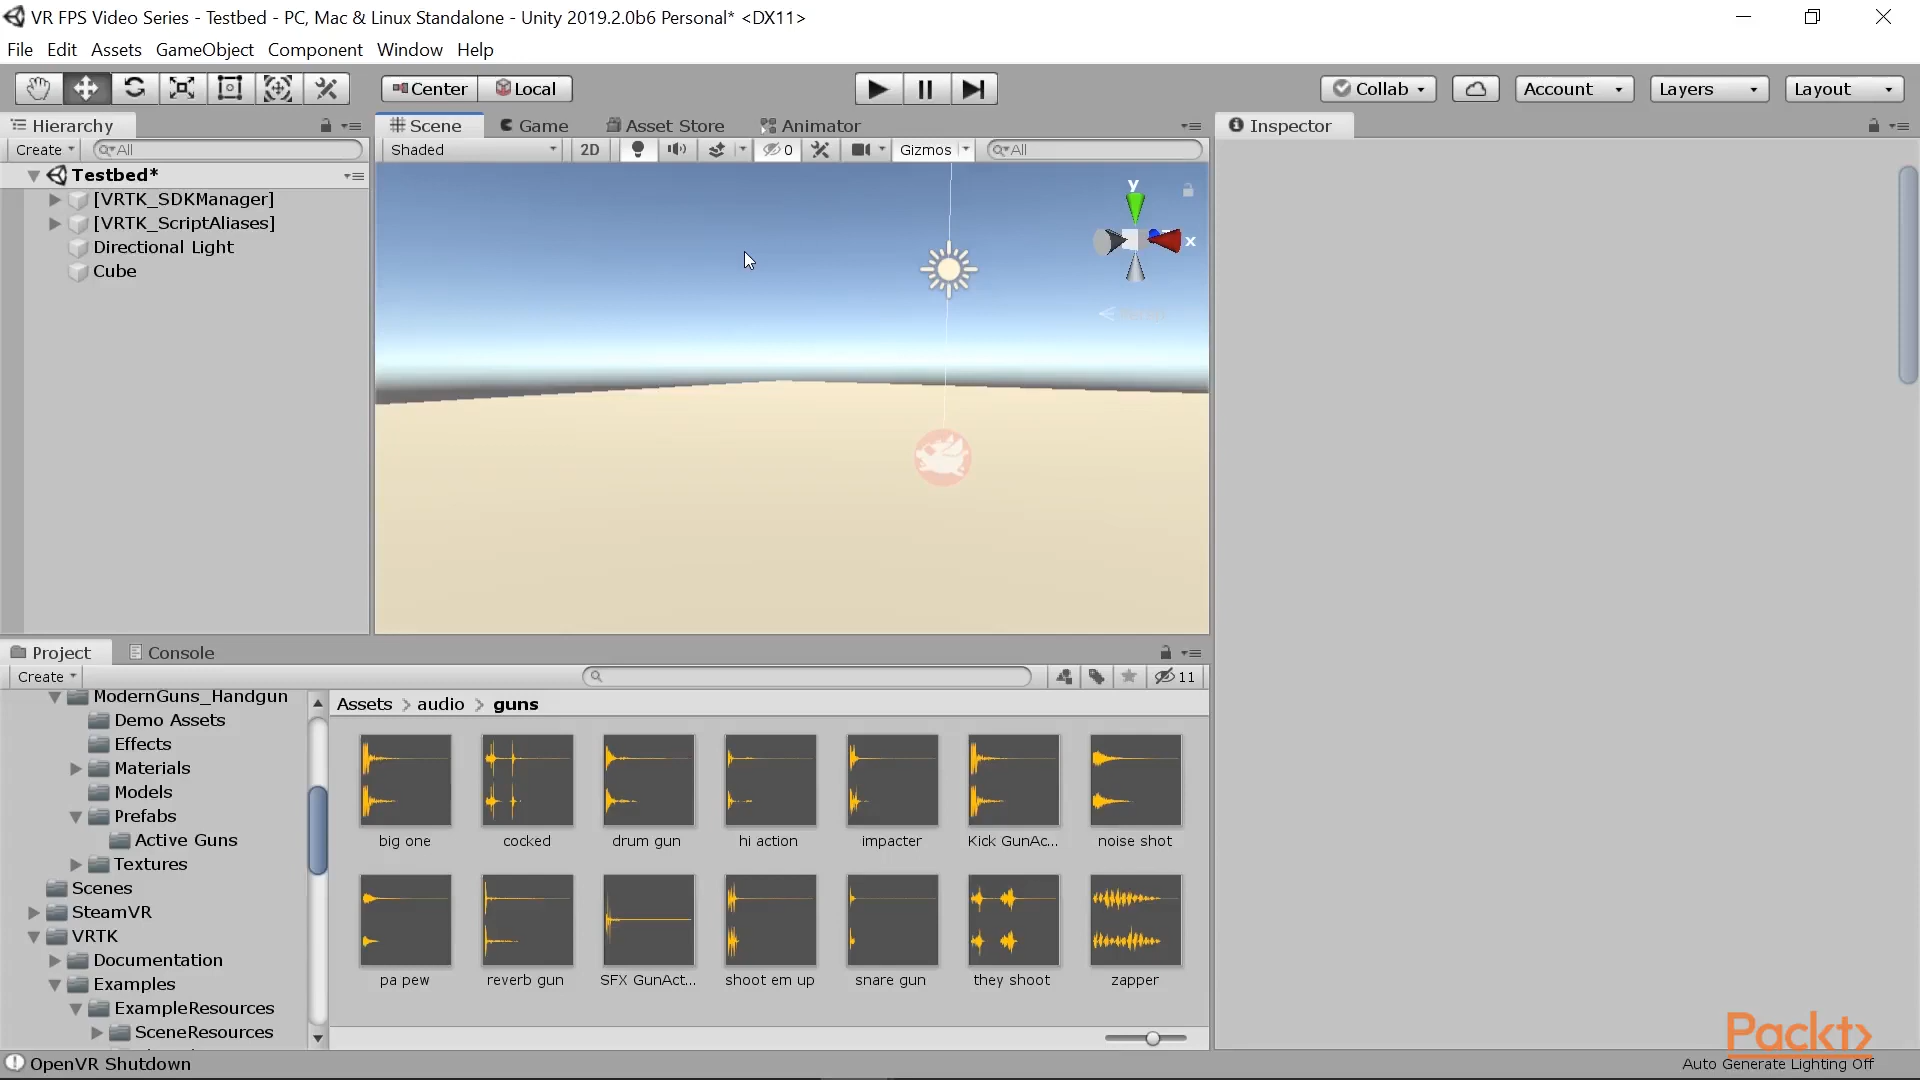 VR FPS Video Series - Testbed - PC, Mac & Linux Standalone - Unity 2019.2.0b6 Personal* <DX11>
File Edit Assets GameObject Component Window Help
Center Local Collab Account Layers Layout
Hierarchy Scene Game Asset Store Animator Inspector
Create All Shaded 2D 0 Gizmos All
Testbed*
[VRTK_SDKManager]
[VRTK_ScriptAliases]
Directional Light
Cube
y
x
Project Console
Create 11
ModernGuns_Handgun
Demo Assets
Effects
Materials
Models
Prefabs
Active Guns
Textures
Scenes
SteamVR
VRTK
Documentation
Examples
ExampleResources
SceneResources
Assets > audio > guns
big one cocked drum gun hi action impacter Kick GunAc... noise shot
pa pew reverb gun SFX GunAct... shoot em up snare gun they shoot zapper
Packt>
OpenVR Shutdown
Auto Generate Lighting Off